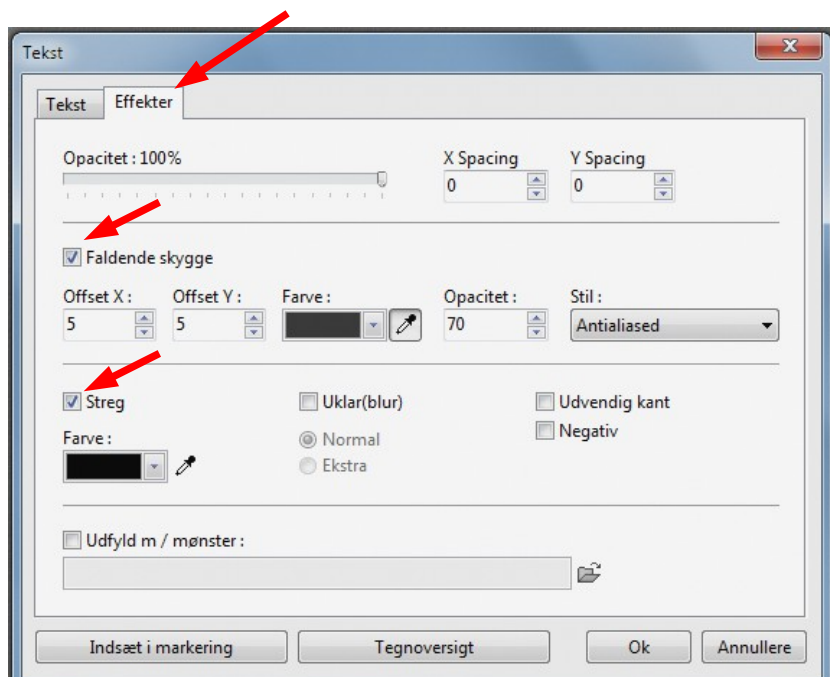 Tekst
Tekst Effekter
Opacitet : 100% X Spacing Y Spacing
0 0
Faldende skygge
Offset X : Offset Y : Farve : Opacitet : Stil :
5 5 70 Antialiased
Streg Uklar(blur) Udvendig kant
Farve : Normal Negativ
Ekstra
Udfyld m / mønster :
Indsæt i markering Tegnoversigt Ok Annullere